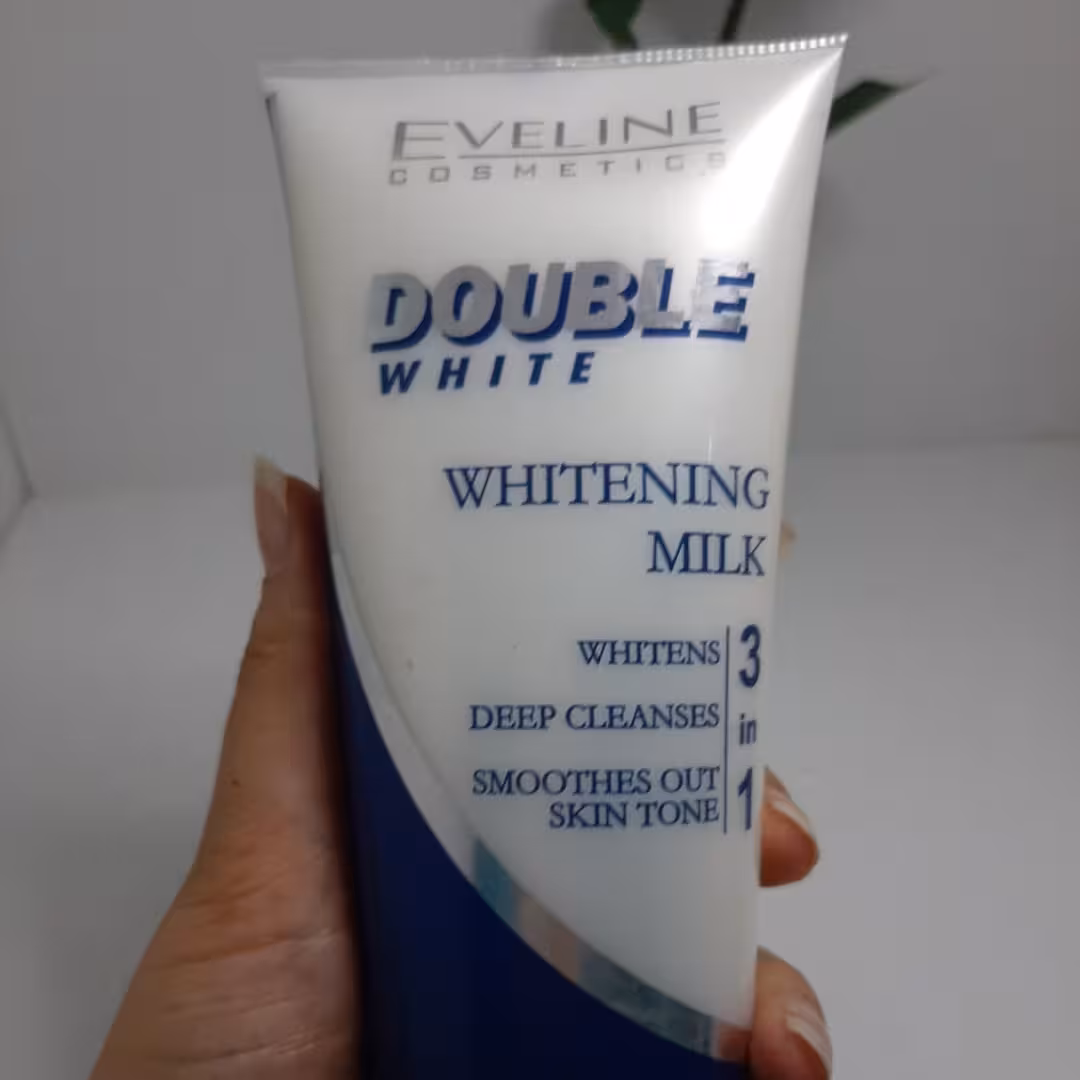 EVELINE
COSMETICS
DOUBLE
WHITE
WHITENING
MILK
WHITENS
DEEP CLEANSES
SMOOTHES OUT
SKIN TONE
3
in
1